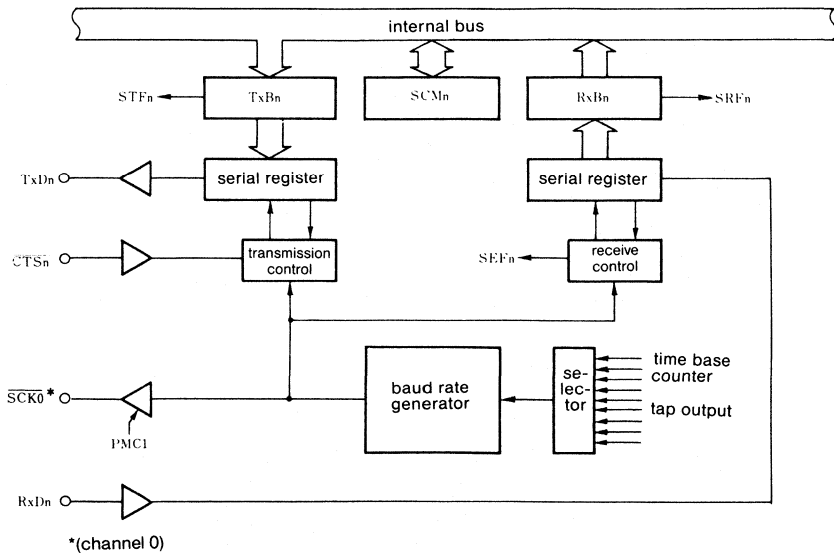 internal bus
STFn
TxBn
SCMn
RxBn
SRFn
TxDn
serial register
serial register
CTSn
transmission
control
SEFn
receive
control
SCK0 *
PMC1
baud rate
generator
se-
lec-
tor
time base
counter
tap output
RxDn
*(channel 0)